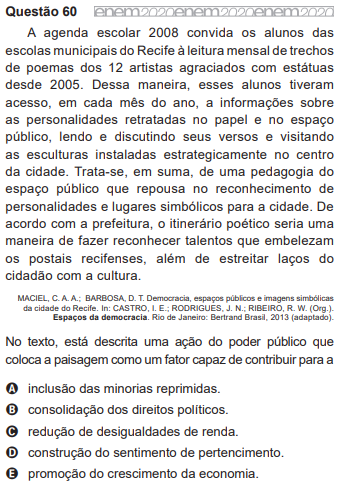 Questão 60 enem2020enem2020enem2020
A agenda escolar 2008 convida os alunos das
escolas municipais do Recife à leitura mensal de trechos
de poemas dos 12 artistas agraciados com estátuas
desde 2005. Dessa maneira, esses alunos tiveram
acesso, em cada mês do ano, a informações sobre
as personalidades retratadas no papel e no espaço
público, lendo e discutindo seus versos e visitando
as esculturas instaladas estrategicamente no centro
da cidade. Trata-se, em suma, de uma pedagogia do
espaço público que repousa no reconhecimento de
personalidades e lugares simbólicos para a cidade. De
acordo com a prefeitura, o itinerário poético seria uma
maneira de fazer reconhecer talentos que embelezam
os postais recifenses, além de estreitar laços do
cidadão com a cultura.
MACIEL, C. A. A.; BARBOSA, D. T. Democracia, espaços públicos e imagens simbólicas
da cidade do Recife. In: CASTRO, I. E.; RODRIGUES, J. N.; RIBEIRO, R. W. (Org.).
Espaços da democracia. Rio de Janeiro: Bertrand Brasil, 2013 (adaptado).
No texto, está descrita uma ação do poder público que
coloca a paisagem como um fator capaz de contribuir para a
A inclusão das minorias reprimidas.
B consolidação dos direitos políticos.
C redução de desigualdades de renda.
D construção do sentimento de pertencimento.
E promoção do crescimento da economia.